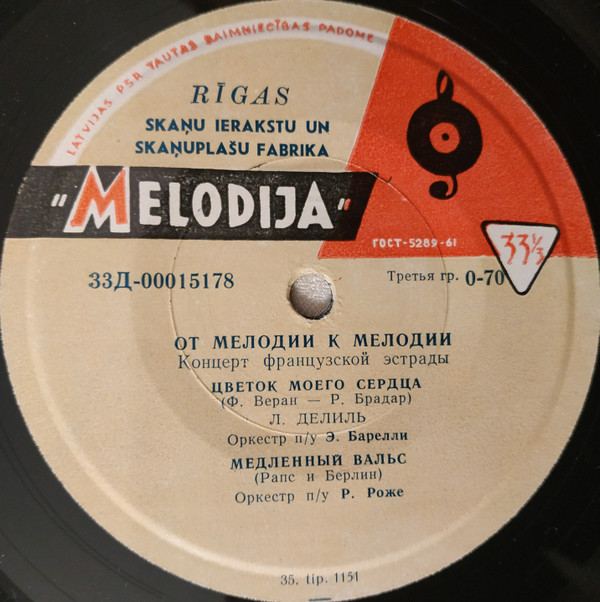 LATVIJAS PSR TAUTAS SAIMNIECĪBAS PADOME
RĪGAS
SKAŅU IERAKSTU UN
SKAŅUPLAŠU FABRIKA
"MELODIJA"
ГОСТ-5289-61
33⅓
33Д-00015178
Третья гр. 0-70
ОТ МЕЛОДИИ К МЕЛОДИИ
Концерт французской эстрады
ЦВЕТОК МОЕГО СЕРДЦА
(Ф. Веран — Р. Брадар)
Л. ДЕЛИЛЬ
Оркестр п/у Э. Барелли
МЕДЛЕННЫЙ ВАЛЬС
(Рапс и Берлин)
Оркестр п/у Р. Роже
35. tip. 1151